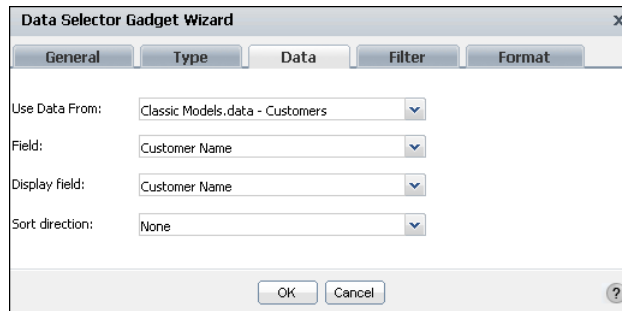 Data Selector Gadget Wizard x
General Type Data Filter Format
Use Data From: Classic Models.data - Customers
Field: Customer Name
Display field: Customer Name
Sort direction: None
OK Cancel ?